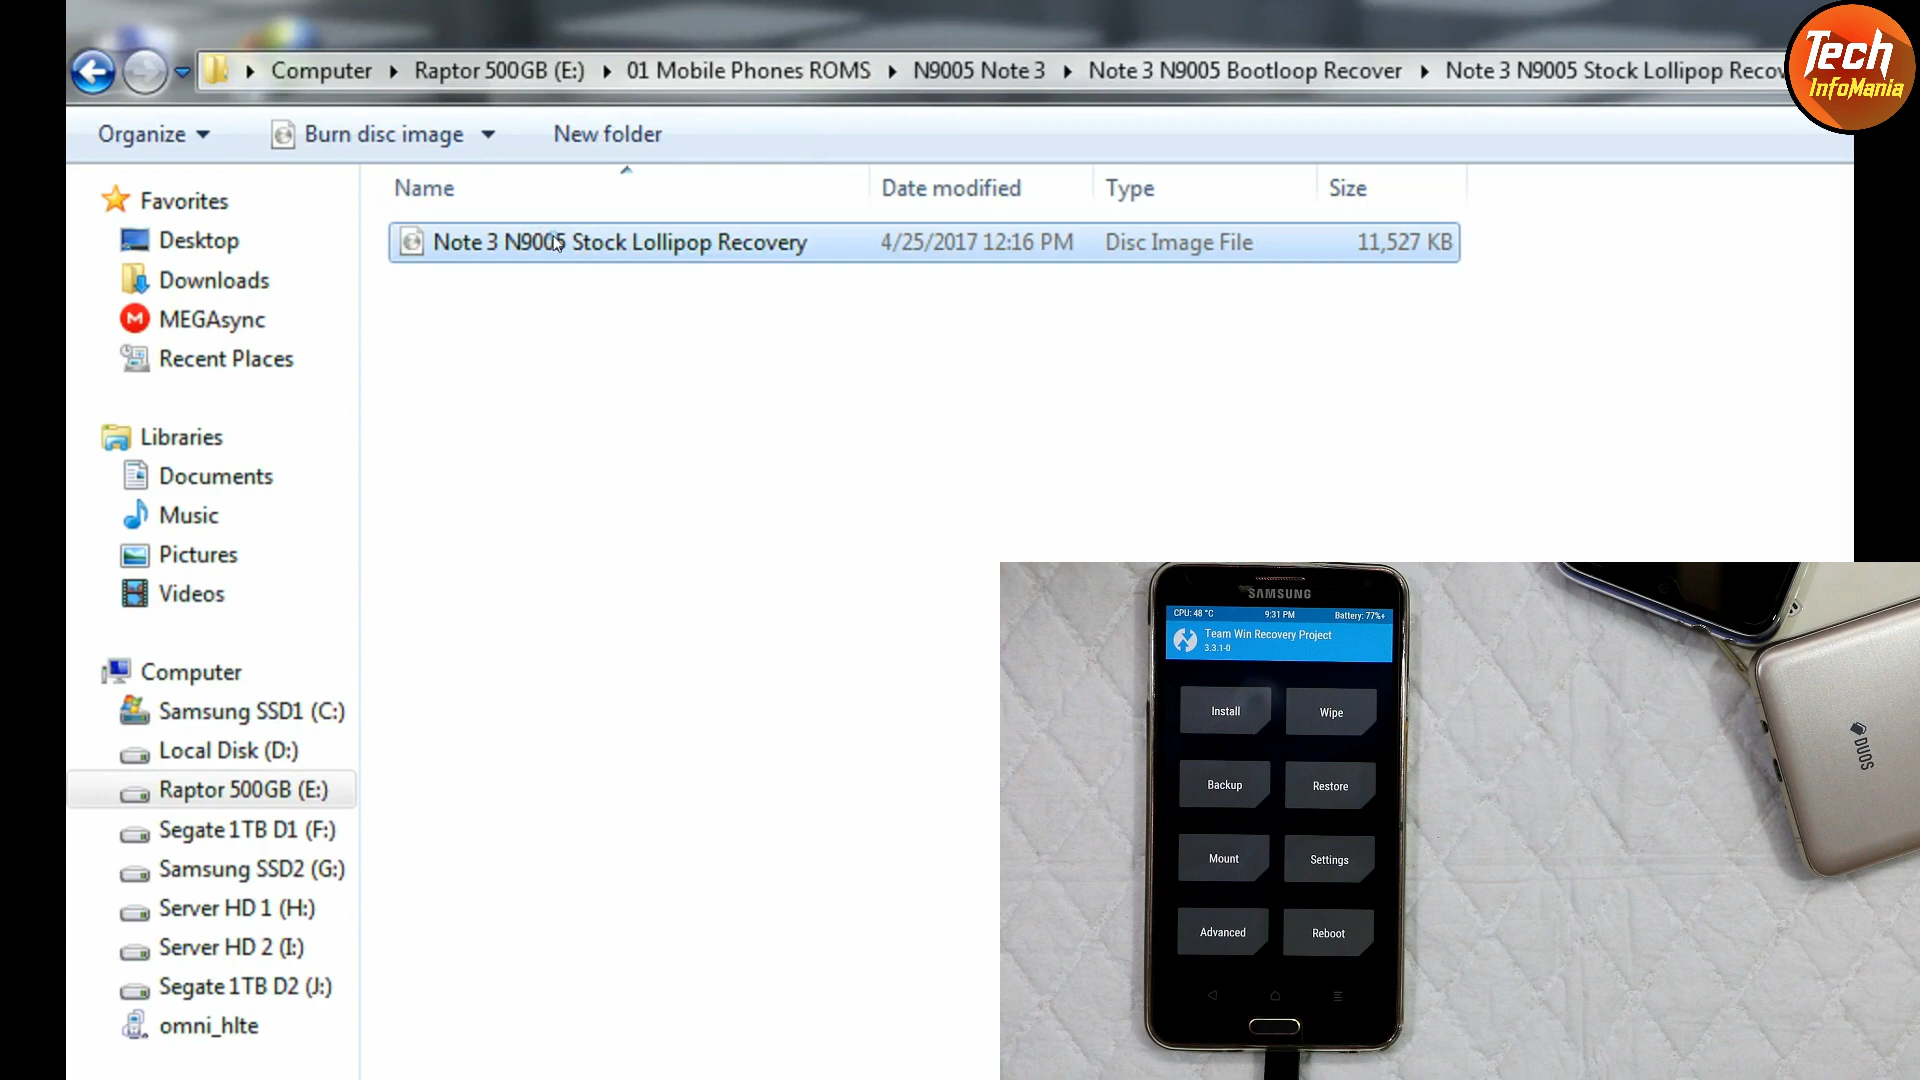 Computer
Raptor 500GB (E:)
01 Mobile Phones ROMS
N9005 Note 3
Note 3 N9005 Bootloop Recover
Note 3 N9005 Stock Lollipop Recov
Tech
InfoMania
Organize
Burn disc image
New folder
Name
Date modified
Type
Size
Note 3 N9005 Stock Lollipop Recovery
4/25/2017 12:16 PM
Disc Image File
11,527 KB
Favorites
Desktop
Downloads
MEGAsync
Recent Places
Libraries
Documents
Music
Pictures
Videos
Computer
Samsung SSD1 (C:)
Local Disk (D:)
Raptor 500GB (E:)
Segate 1TB D1 (F:)
Samsung SSD2 (G:)
Server HD 1 (H:)
Server HD 2 (I:)
Segate 1TB D2 (J:)
omni_hlte
SAMSUNG
CPU: 48 °C
9:31 PM
Battery: 77%+
Team Win Recovery Project
3.3.1-0
Install
Wipe
Backup
Restore
Mount
Settings
Advanced
Reboot
DUOS